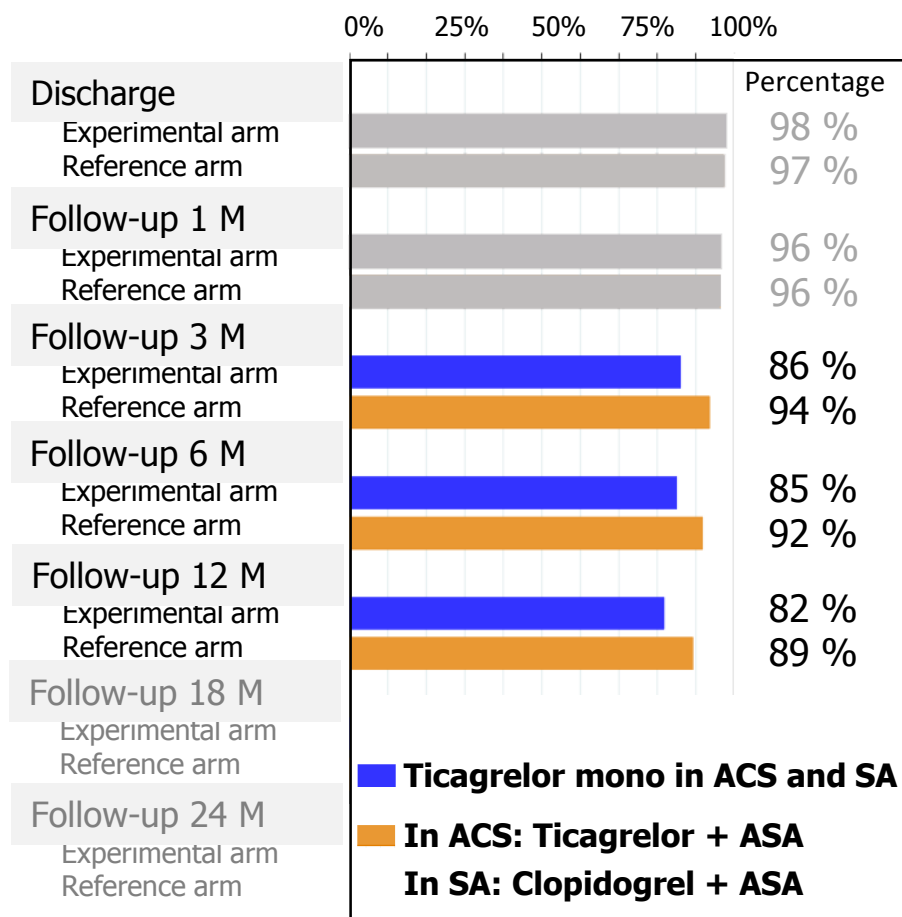 0% 25% 50% 75% 100%
Percentage
Discharge
Experimental arm 98 %
Reference arm 97 %
Follow-up 1 M
Experimental arm 96 %
Reference arm 96 %
Follow-up 3 M
Experimental arm 86 %
Reference arm 94 %
Follow-up 6 M
Experimental arm 85 %
Reference arm 92 %
Follow-up 12 M
Experimental arm 82 %
Reference arm 89 %
Follow-up 18 M
Experimental arm
Reference arm
Follow-up 24 M
Experimental arm
Reference arm
Ticagrelor mono in ACS and SA
In ACS: Ticagrelor + ASA
In SA: Clopidogrel + ASA